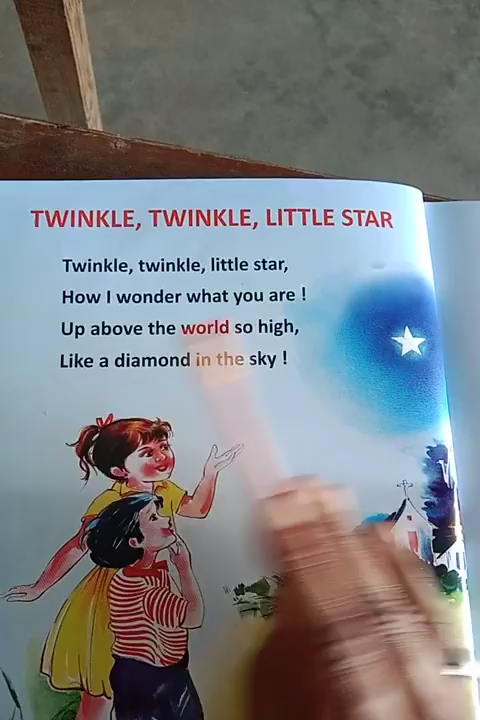 TWINKLE, TWINKLE, LITTLE STAR
Twinkle, twinkle, little star,
How I wonder what you are !
Up above the world so high,
Like a diamond in the sky !